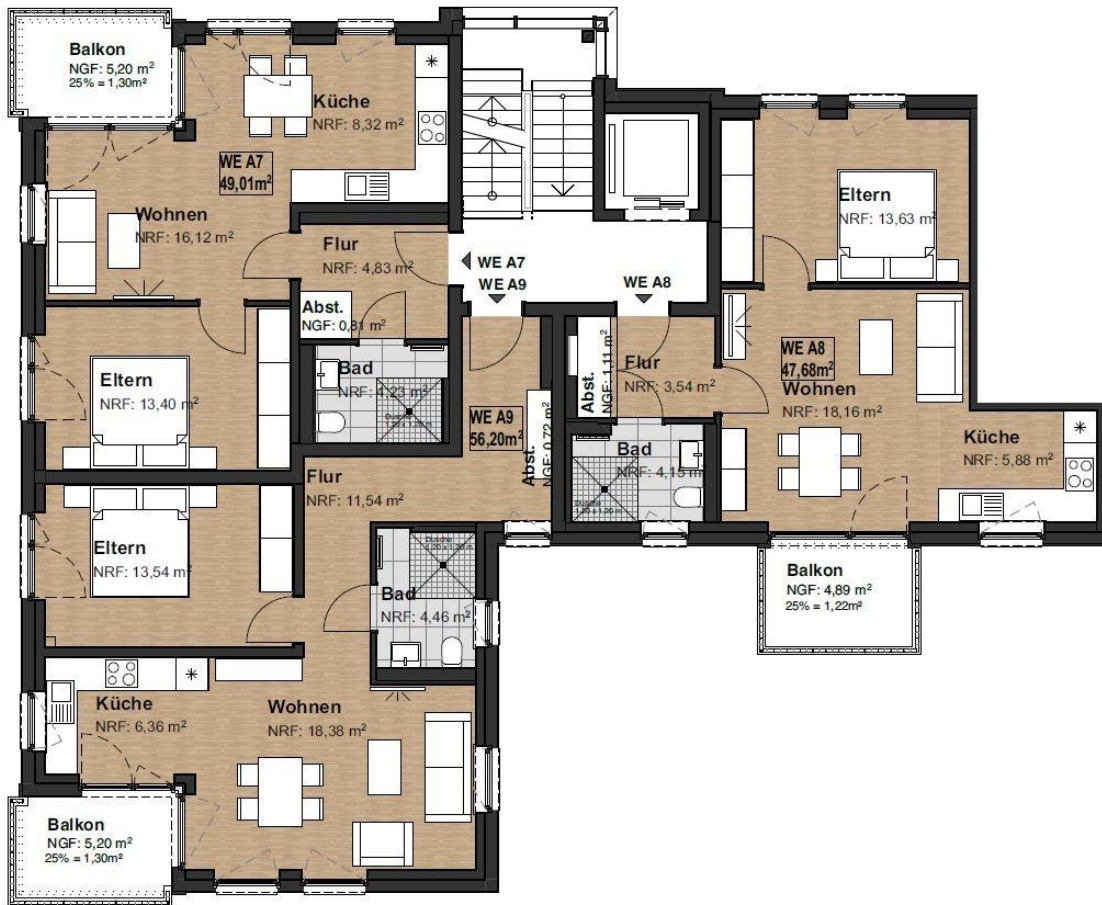 Balkon
NGF: 5,20 m²
25% = 1,30m²
Küche
NRF: 8,32 m²
WE A7
49,01m²
Wohnen
NRF: 16,12 m²
Flur
NRF: 4,83 m²
WE A7
WE A9
WE A8
Eltern
NRF: 13,63 m²
Abst.
NGF: 0,81 m²
Bad
NRF: 4,23 m²
Eltern
NRF: 13,40 m²
WE A9
56,20m²
Abst.
NGF: 0,72 m²
Abst.
NGF: 1,11 m²
Flur
NRF: 3,54 m²
WE A8
47,68m²
Wohnen
NRF: 18,16 m²
Küche
NRF: 5,88 m²
Bad
NRF: 4,15 m²
Dusche
Flur
NRF: 11,54 m²
Eltern
NRF: 13,54 m²
Dusche
Bad
NRF: 4,46 m²
Balkon
NGF: 4,89 m²
25% = 1,22m²
Küche
NRF: 6,36 m²
Wohnen
NRF: 18,38 m²
Balkon
NGF: 5,20 m²
25% = 1,30m²